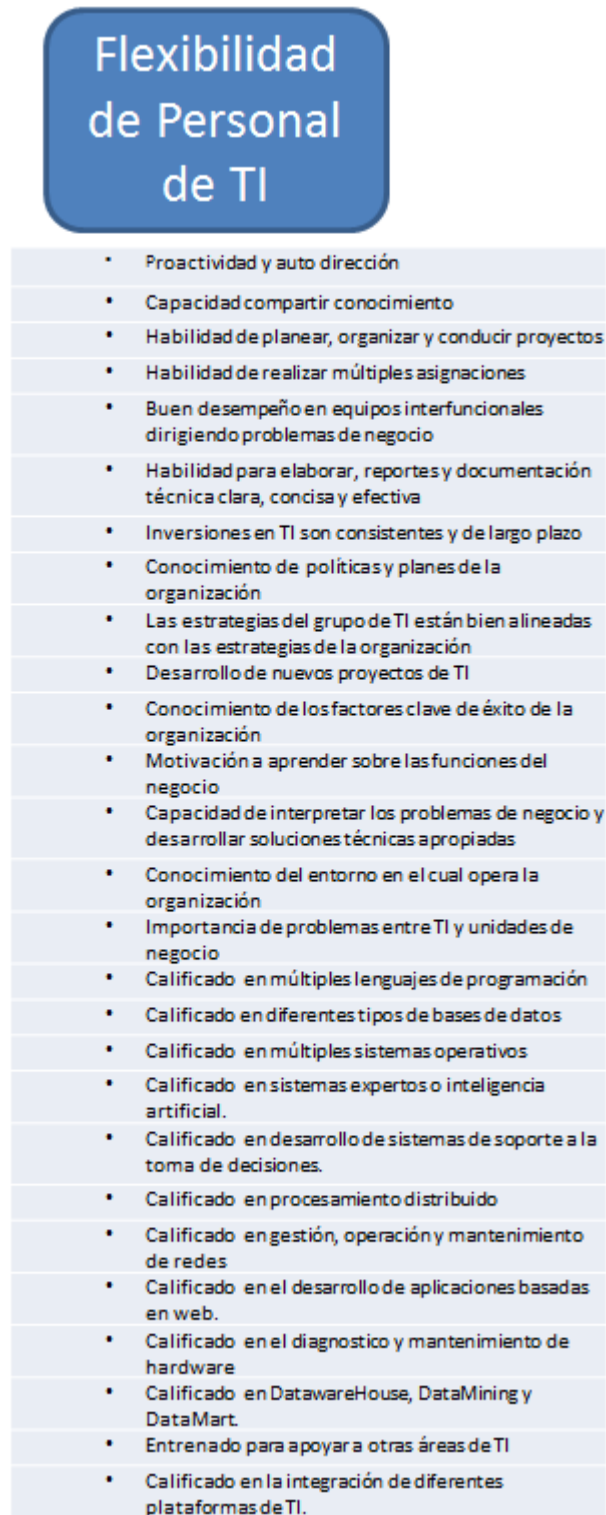 Flexibilidad
de Personal
de TI
• Proactividad y auto dirección
• Capacidad compartir conocimiento
• Habilidad de planear, organizar y conducir proyectos
• Habilidad de realizar múltiples asignaciones
• Buen desempeño en equipos interfuncionales
dirigiendo problemas de negocio
• Habilidad para elaborar, reportes y documentación
técnica clara, concisa y efectiva
• Inversiones en TI son consistentes y de largo plazo
• Conocimiento de políticas y planes de la
organización
• Las estrategias del grupo de TI están bien alineadas
con las estrategias de la organización
• Desarrollo de nuevos proyectos de TI
• Conocimiento de los factores clave de éxito de la
organización
• Motivación a aprender sobre las funciones del
negocio
• Capacidad de interpretar los problemas de negocio y
desarrollar soluciones técnicas apropiadas
• Conocimiento del entorno en el cual opera la
organización
• Importancia de problemas entre TI y unidades de
negocio
• Calificado en múltiples lenguajes de programación
• Calificado en diferentes tipos de bases de datos
• Calificado en múltiples sistemas operativos
• Calificado en sistemas expertos o inteligencia
artificial.
• Calificado en desarrollo de sistemas de soporte a la
toma de decisiones.
• Calificado en procesamiento distribuido
• Calificado en gestión, operación y mantenimiento
de redes
• Calificado en el desarrollo de aplicaciones basadas
en web.
• Calificado en el diagnostico y mantenimiento de
hardware
• Calificado en DatawareHouse, DataMining y
DataMart.
• Entrenado para apoyar a otras áreas de TI
• Calificado en la integración de diferentes
plataformas de TI.